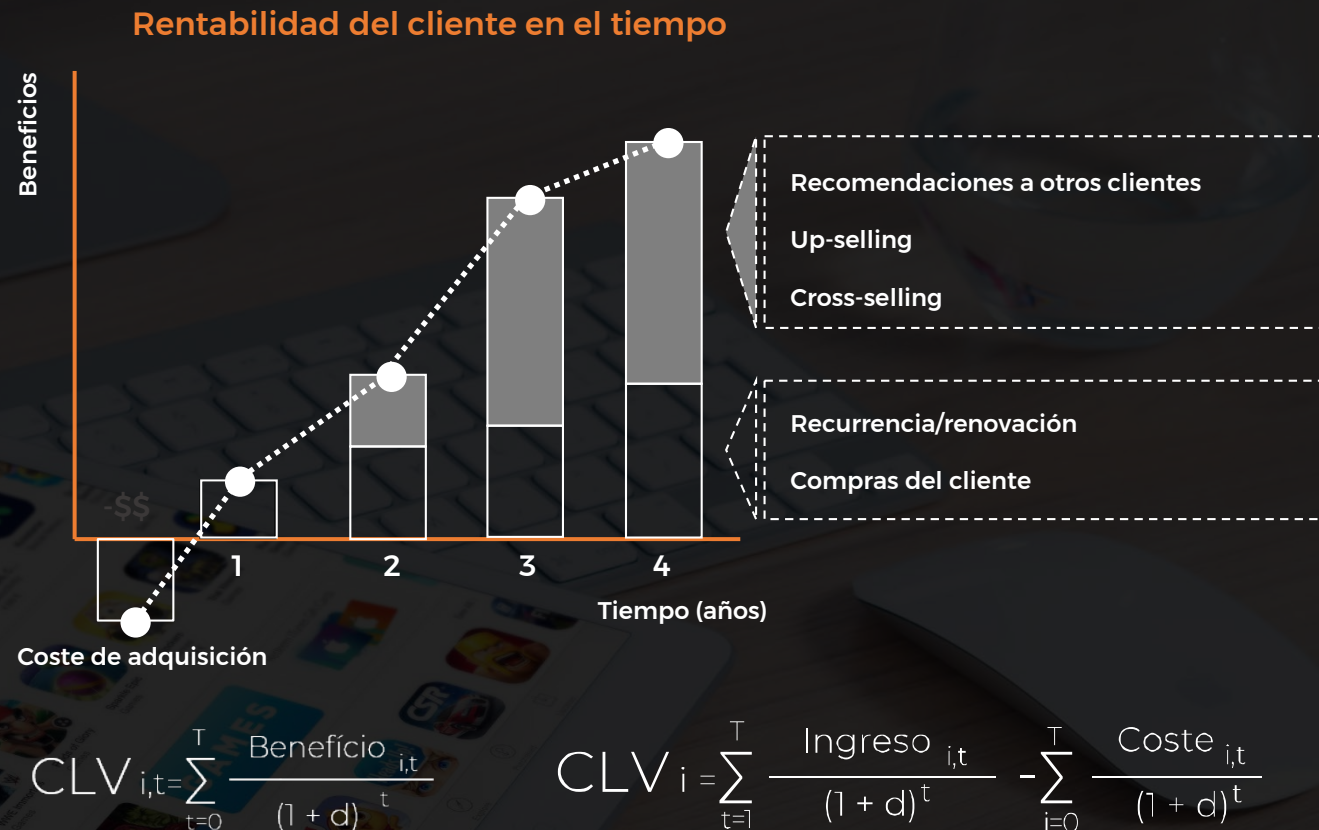 Rentabilidad del cliente en el tiempo
Beneficios
Recomendaciones a otros clientes
Up-selling
Cross-selling
Recurrencia/renovación
Compras del cliente
-$$
1 2 3 4
Tiempo (años)
Coste de adquisición
GAMES
CSR
CLV i,t = T ∑ t=0 Benefício i,t / (1 + d) t
CLV i = T ∑ t=1 Ingreso i,t / (1 + d) t - T ∑ i=0 Coste i,t / (1 + d) t